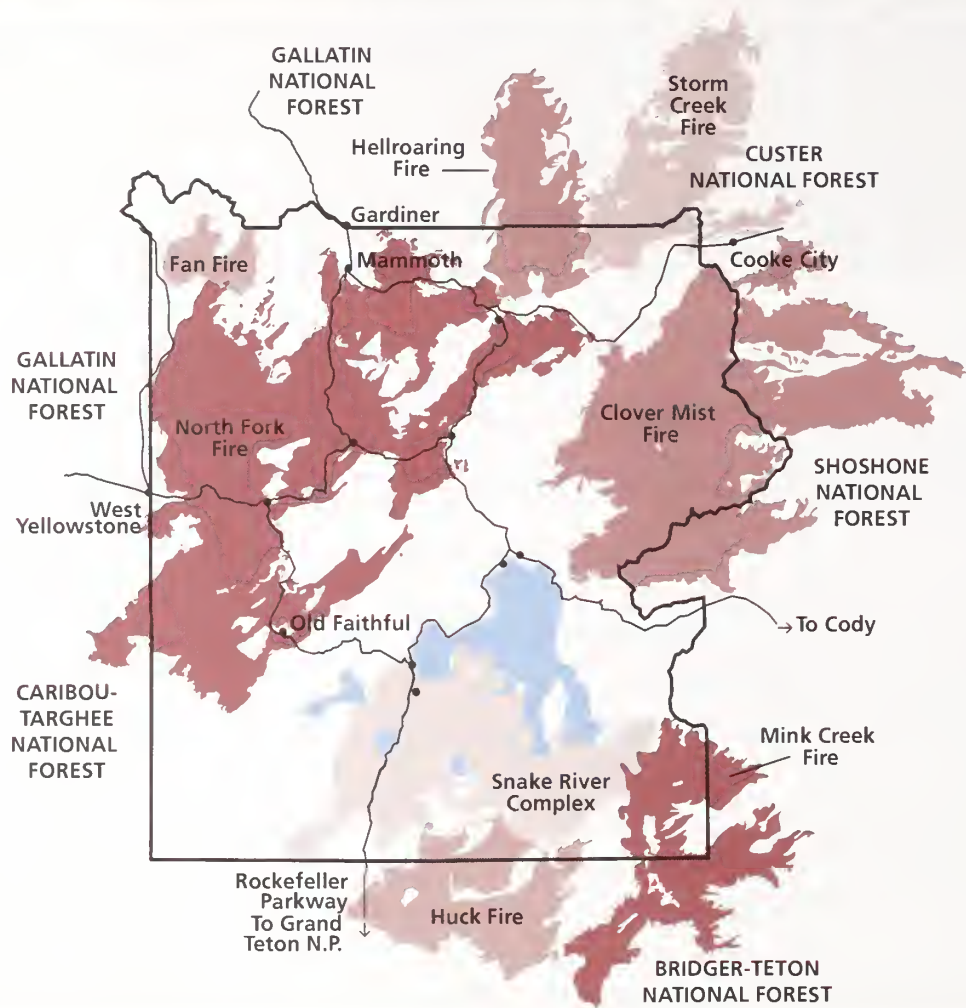 GALLATIN
NATIONAL
FOREST
Storm
Creek
Fire
Hellroaring
Fire
CUSTER
NATIONAL FOREST
Gardiner
Fan Fire
Mammoth
Cooke City
GALLATIN
NATIONAL
FOREST
North Fork
Fire
Clover Mist
Fire
SHOSHONE
NATIONAL
FOREST
West
Yellowstone
Old Faithful
To Cody
CARIBOU-
TARGHEE
NATIONAL
FOREST
Mink Creek
Fire
Snake River
Complex
Rockefeller
Parkway
To Grand
Teton N.P.
Huck Fire
BRIDGER-TETON
NATIONAL FOREST